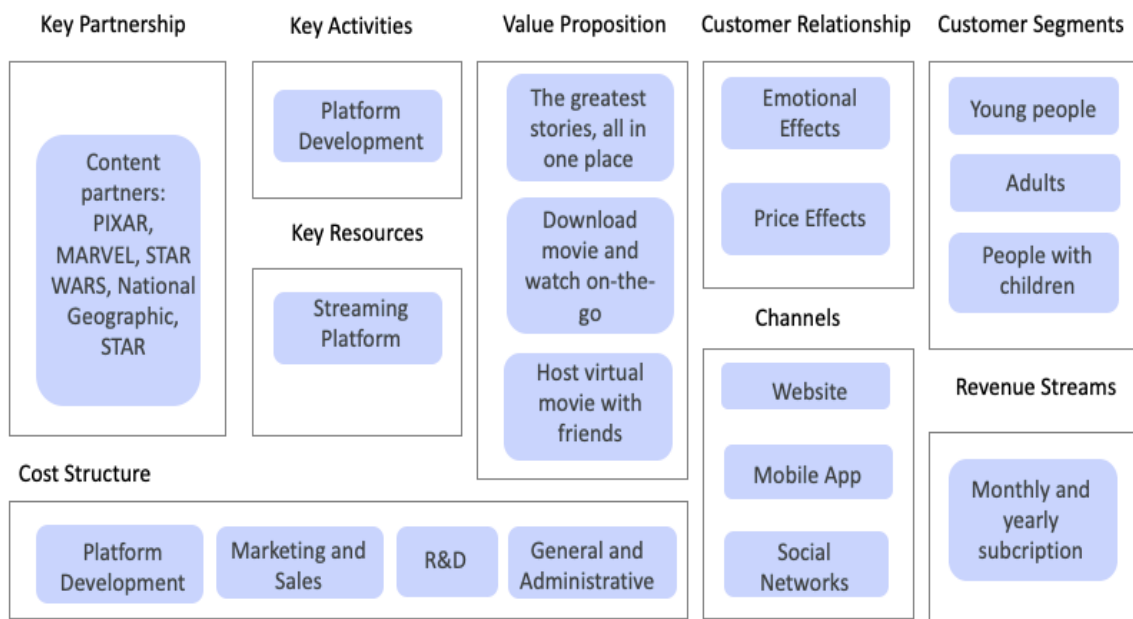 Key Partnership
Content
partners:
PIXAR,
MARVEL, STAR
WARS, National
Geographic,
STAR
Key Activities
Platform
Development
Key Resources
Streaming
Platform
Value Proposition
The greatest
stories, all in
one place
Download
movie and
watch on-the-
go
Host virtual
movie with
friends
Customer Relationship
Emotional
Effects
Price Effects
Channels
Website
Mobile App
Social
Networks
Customer Segments
Young people
Adults
People with
children
Revenue Streams
Monthly and
yearly
subcription
Cost Structure
Platform
Development
Marketing and
Sales
R&D
General and
Administrative